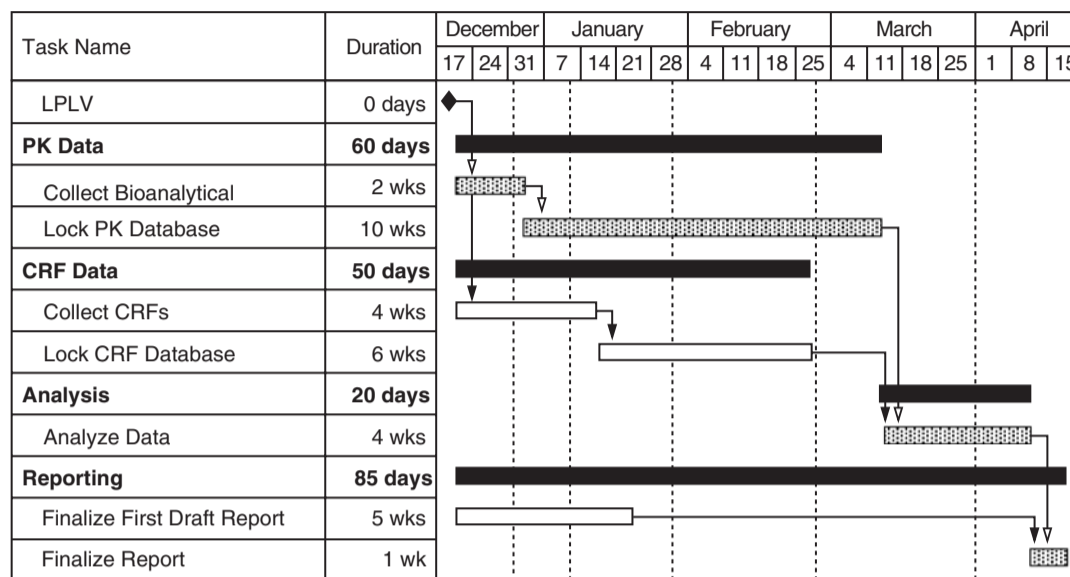 Task Name Duration December January February March April
17 24 31 7 14 21 28 4 11 18 25 4 11 18 25 1 8 15
LPLV 0 days
PK Data 60 days
Collect Bioanalytical 2 wks
Lock PK Database 10 wks
CRF Data 50 days
Collect CRFs 4 wks
Lock CRF Database 6 wks
Analysis 20 days
Analyze Data 4 wks
Reporting 85 days
Finalize First Draft Report 5 wks
Finalize Report 1 wk